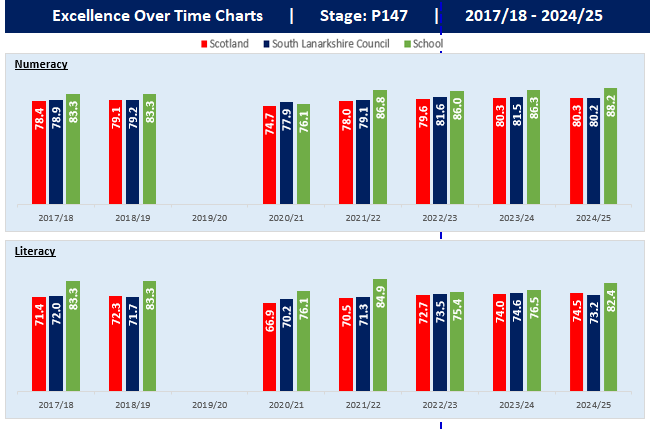 Excellence Over Time Charts | Stage: P147 | 2017/18 - 2024/25
Scotland South Lanarkshire Council School
Numeracy
78.4 78.9 83.3 79.1 79.2 83.3 74.7 77.9 76.1 78.0 79.1 86.8 79.6 81.6 86.0 80.3 81.5 86.3 80.3 80.2 88.2
2017/18 2018/19 2019/20 2020/21 2021/22 2022/23 2023/24 2024/25
Literacy
71.4 72.0 83.3 72.3 71.7 83.3 66.9 70.2 76.1 70.5 71.3 84.9 72.7 73.5 75.4 74.0 74.6 76.5 74.5 73.2 82.4
2017/18 2018/19 2019/20 2020/21 2021/22 2022/23 2023/24 2024/25